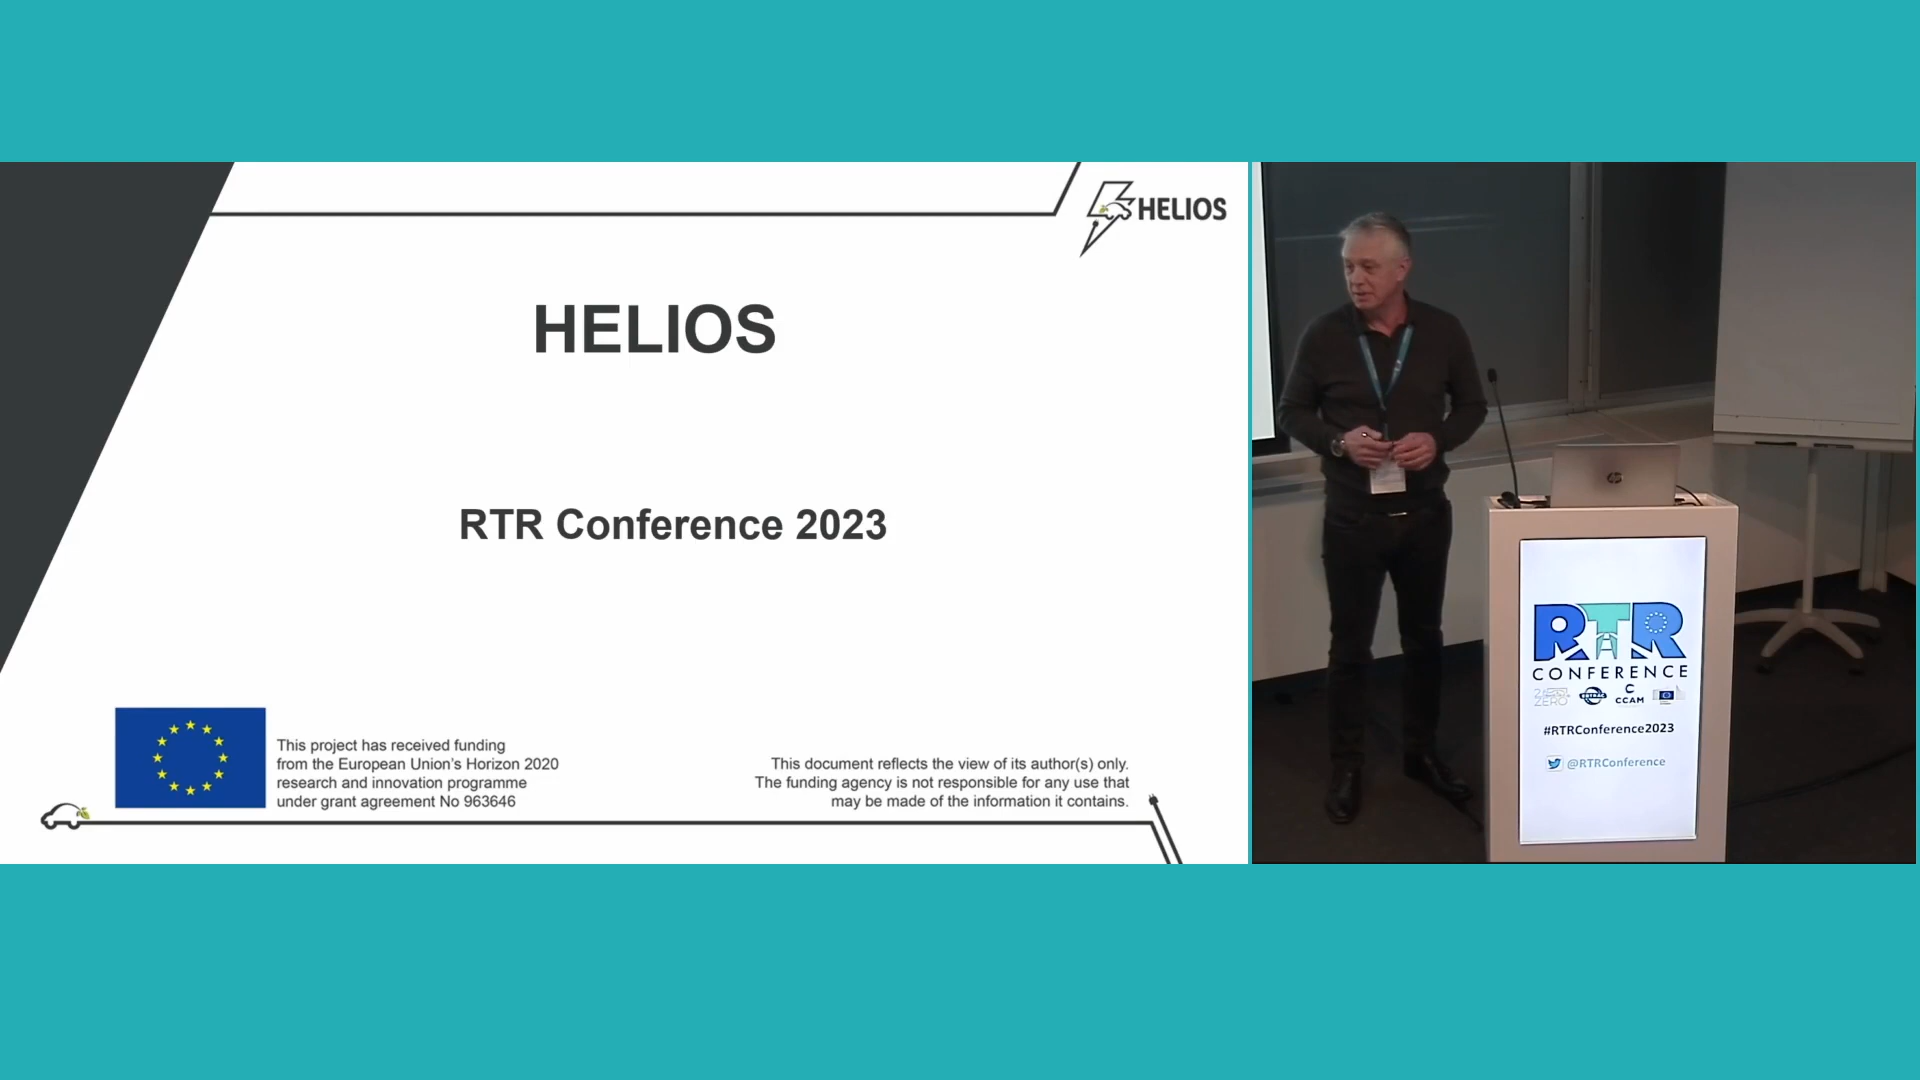 HELIOS
HELIOS
RTR Conference 2023
This project has received funding
from the European Union's Horizon 2020
research and innovation programme
under grant agreement No 963646
This document reflects the view of its author(s) only.
The funding agency is not responsible for any use that
may be made of the information it contains.
RTR
CONFERENCE
ZERO
CCAM
#RTRConference2023
@RTRConference
hp